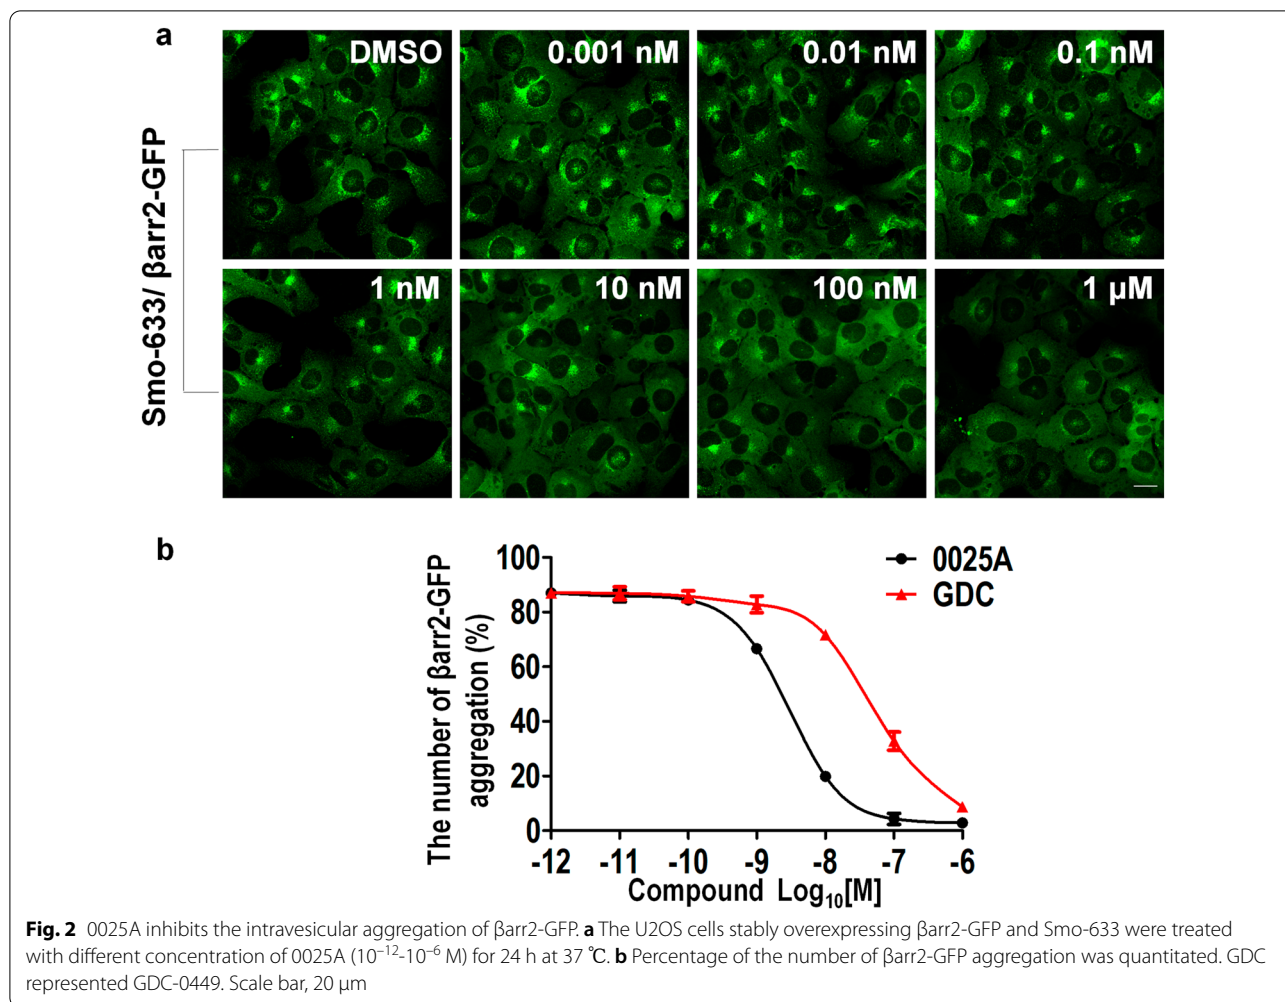 a
DMSO
0.001 nM
0.01 nM
0.1 nM
Smo-633/ βarr2-GFP
1 nM
10 nM
100 nM
1 µM
b
The number of βarr2-GFP
aggregation (%)
100
80
60
40
20
0
0025A
GDC
-12 -11 -10 -9 -8 -7 -6
Compound Log₁₀[M]
Fig. 2 0025A inhibits the intravesicular aggregation of βarr2-GFP. a The U2OS cells stably overexpressing βarr2-GFP and Smo-633 were treated
with different concentration of 0025A (10⁻¹²-10⁻⁶ M) for 24 h at 37 ℃. b Percentage of the number of βarr2-GFP aggregation was quantitated. GDC
represented GDC-0449. Scale bar, 20 µm